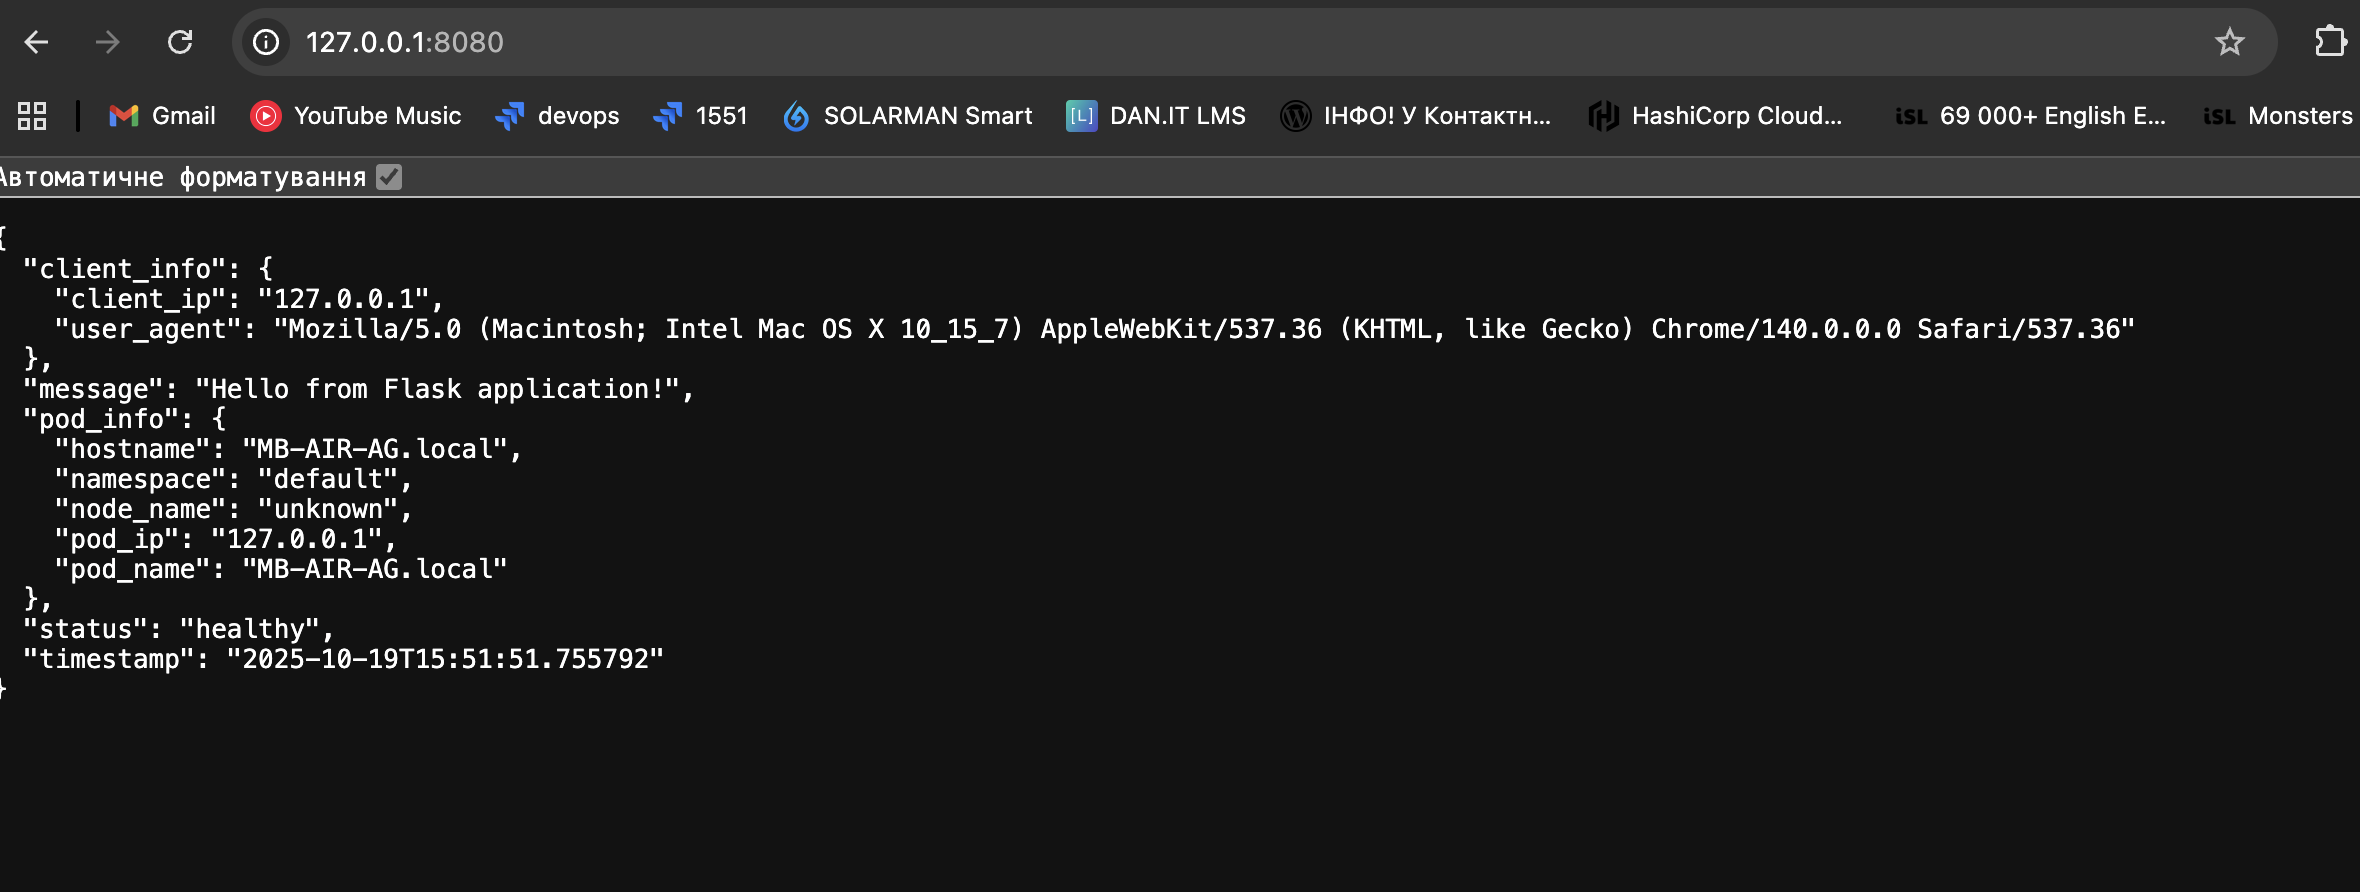 127.0.0.1:8080
Gmail YouTube Music devops 1551 SOLARMAN Smart [L] DAN.IT LMS ІНФО! У Контактн... HashiCorp Cloud... iSL 69 000+ English E... iSL Monsters
Автоматичне форматування
{
"client_info": {
"client_ip": "127.0.0.1",
"user_agent": "Mozilla/5.0 (Macintosh; Intel Mac OS X 10_15_7) AppleWebKit/537.36 (KHTML, like Gecko) Chrome/140.0.0.0 Safari/537.36"
},
"message": "Hello from Flask application!",
"pod_info": {
"hostname": "MB-AIR-AG.local",
"namespace": "default",
"node_name": "unknown",
"pod_ip": "127.0.0.1",
"pod_name": "MB-AIR-AG.local"
},
"status": "healthy",
"timestamp": "2025-10-19T15:51:51.755792"
}